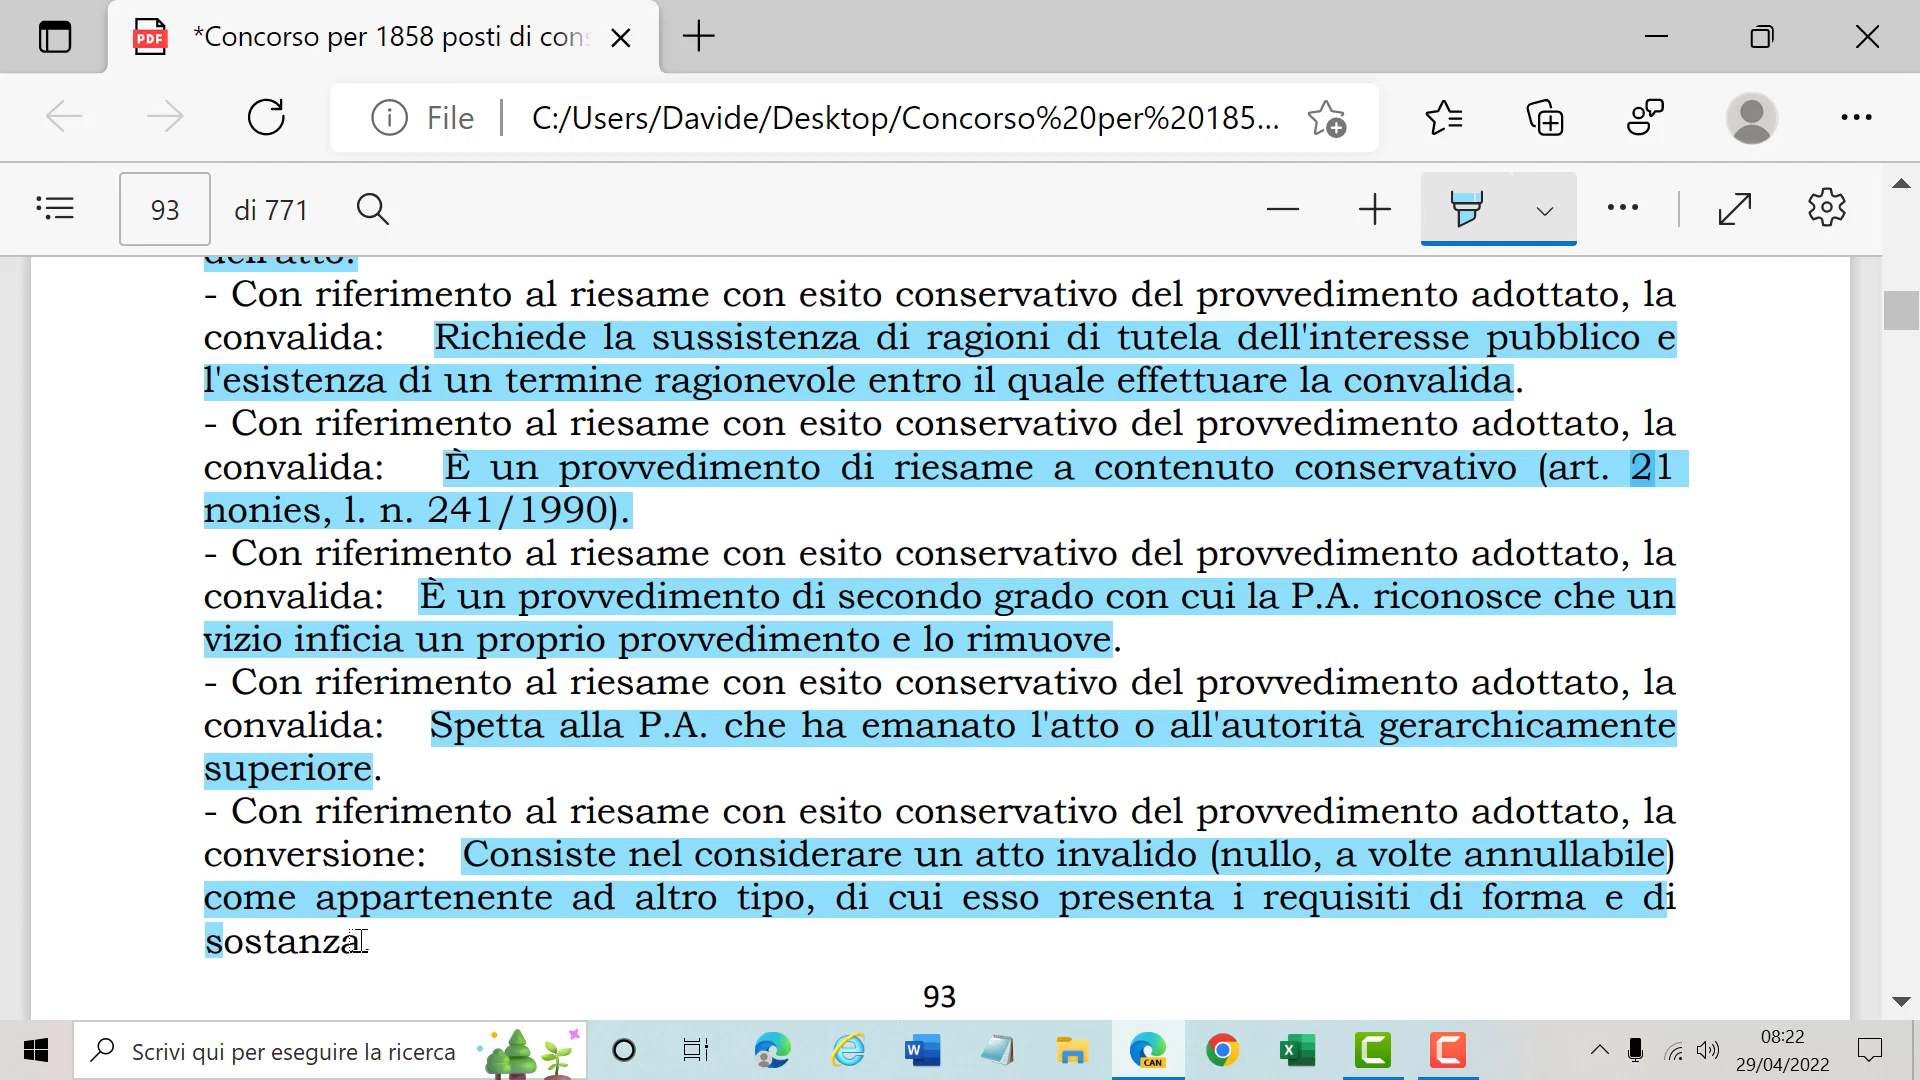 *Concorso per 1858 posti di con
File
C:/Users/Davide/Desktop/Concorso%20per%20185...
93
di 771
dell'atto.
- Con riferimento al riesame con esito conservativo del provvedimento adottato, la
convalida: Richiede la sussistenza di ragioni di tutela dell'interesse pubblico e
l'esistenza di un termine ragionevole entro il quale effettuare la convalida.
- Con riferimento al riesame con esito conservativo del provvedimento adottato, la
convalida: È un provvedimento di riesame a contenuto conservativo (art. 21
nonies, l. n. 241/1990).
- Con riferimento al riesame con esito conservativo del provvedimento adottato, la
convalida: È un provvedimento di secondo grado con cui la P.A. riconosce che un
vizio inficia un proprio provvedimento e lo rimuove.
- Con riferimento al riesame con esito conservativo del provvedimento adottato, la
convalida: Spetta alla P.A. che ha emanato l'atto o all'autorità gerarchicamente
superiore.
- Con riferimento al riesame con esito conservativo del provvedimento adottato, la
conversione: Consiste nel considerare un atto invalido (nullo, a volte annullabile)
come appartenente ad altro tipo, di cui esso presenta i requisiti di forma e di
sostanza
93
Scrivi qui per eseguire la ricerca
08:22
29/04/2022